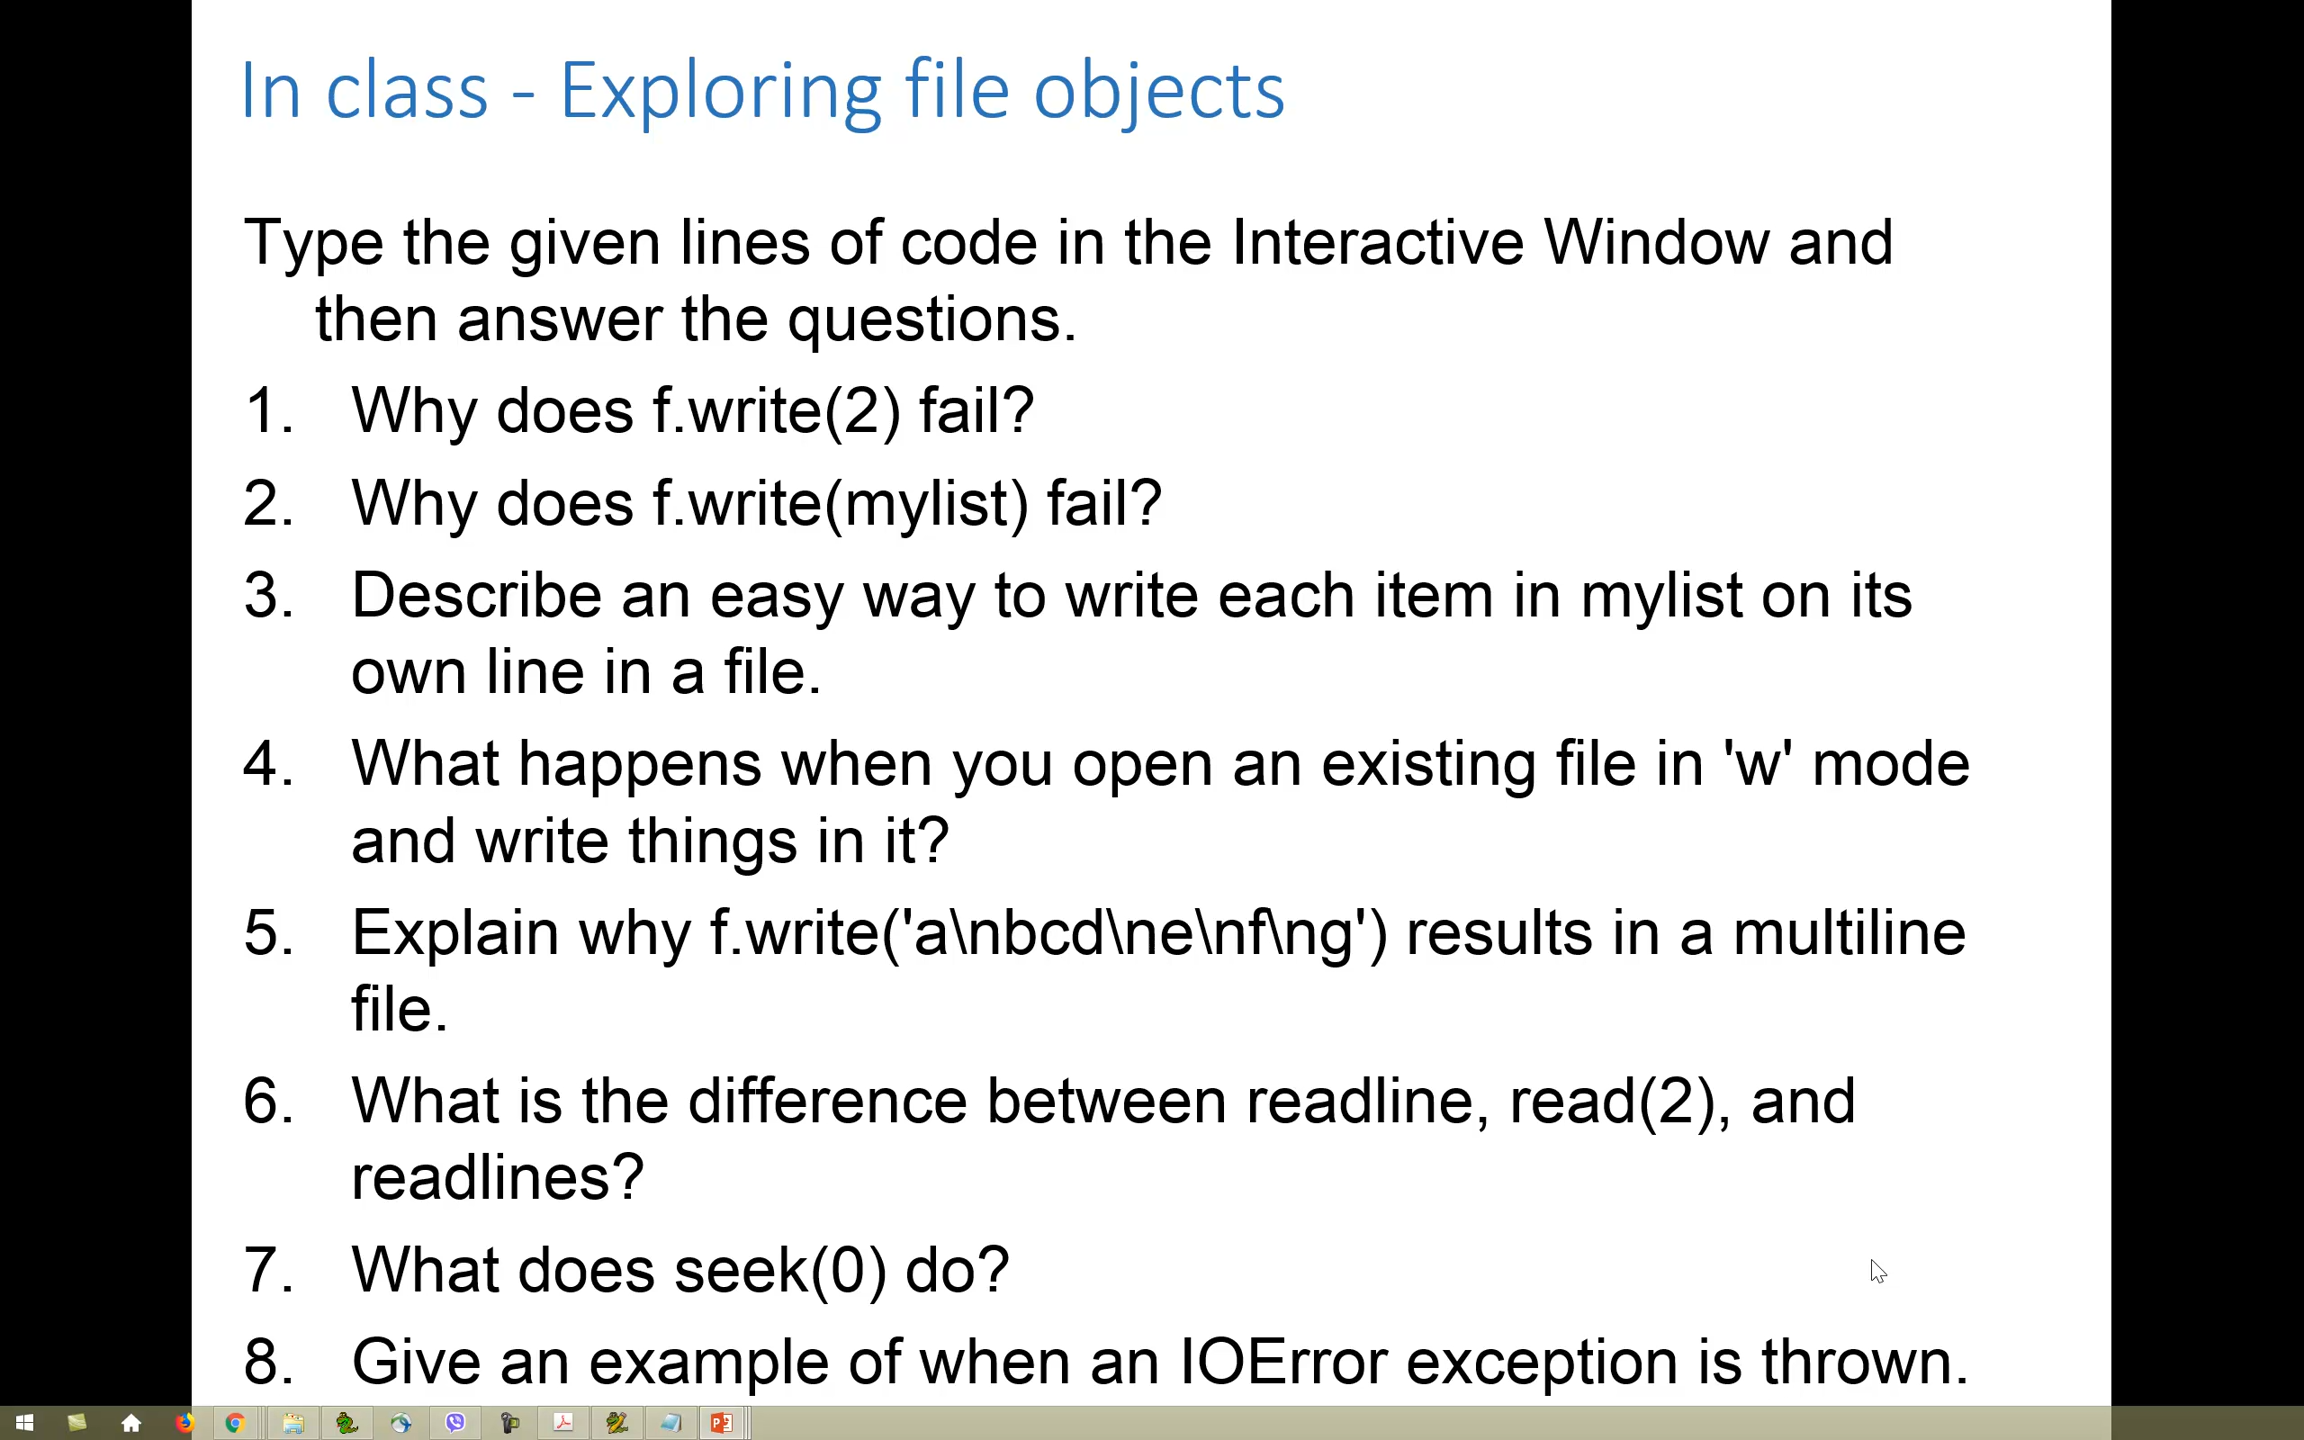 In class - Exploring file objects
Type the given lines of code in the Interactive Window and
then answer the questions.
1. Why does f.write(2) fail?
2. Why does f.write(mylist) fail?
3. Describe an easy way to write each item in mylist on its
own line in a file.
4. What happens when you open an existing file in 'w' mode
and write things in it?
5. Explain why f.write('a\nbcd\ne\nf\ng') results in a multiline
file.
6. What is the difference between readline, read(2), and
readlines?
7. What does seek(0) do?
8. Give an example of when an IOError exception is thrown.